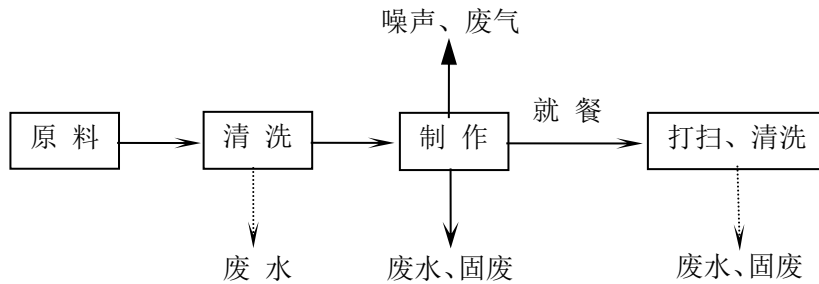 噪声、废气
就 餐
原 料
清 洗
制 作
打扫、清洗
废 水
废水、固废
废水、固废